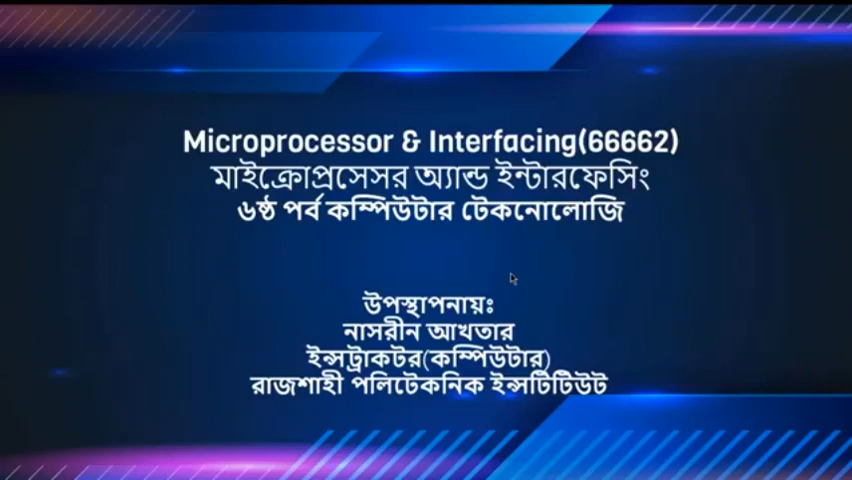 Microprocessor & Interfacing(66662)
মাইক্রোপ্রসেসর অ্যান্ড ইন্টারফেসিং
৬ষ্ঠ পর্ব কম্পিউটার টেকনোলোজি
উপস্থাপনায়ঃ
নাসরীন আখতার
ইন্সট্রাকটর(কম্পিউটার)
রাজশাহী পলিটেকনিক ইন্সটিটিউট